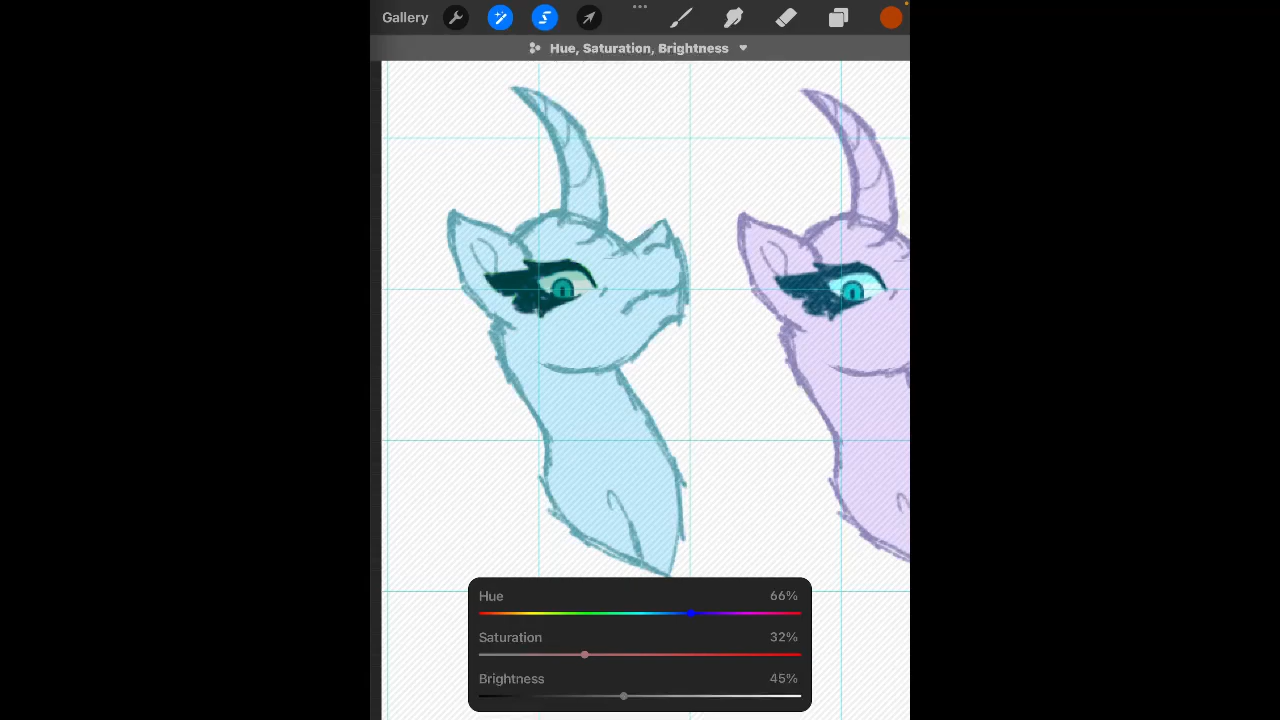 Gallery
Hue, Saturation, Brightness
Hue 66%
Saturation 32%
Brightness 45%